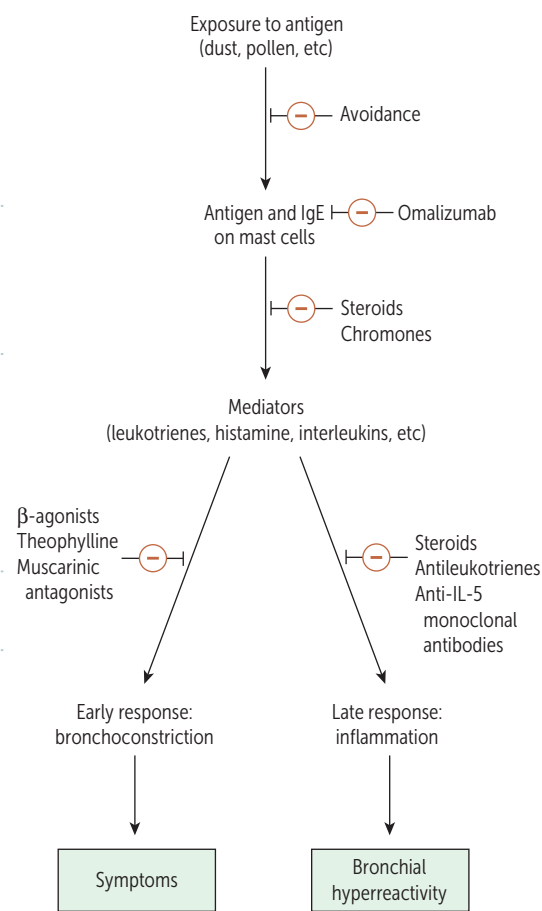 Exposure to antigen
(dust, pollen, etc)
Avoidance
Antigen and IgE
on mast cells
Omalizumab
Steroids
Chromones
Mediators
(leukotrienes, histamine, interleukins, etc)
β-agonists
Theophylline
Muscarinic
antagonists
Steroids
Antileukotrienes
Anti-IL-5
monoclonal
antibodies
Early response:
bronchoconstriction
Late response:
inflammation
Symptoms
Bronchial
hyperreactivity